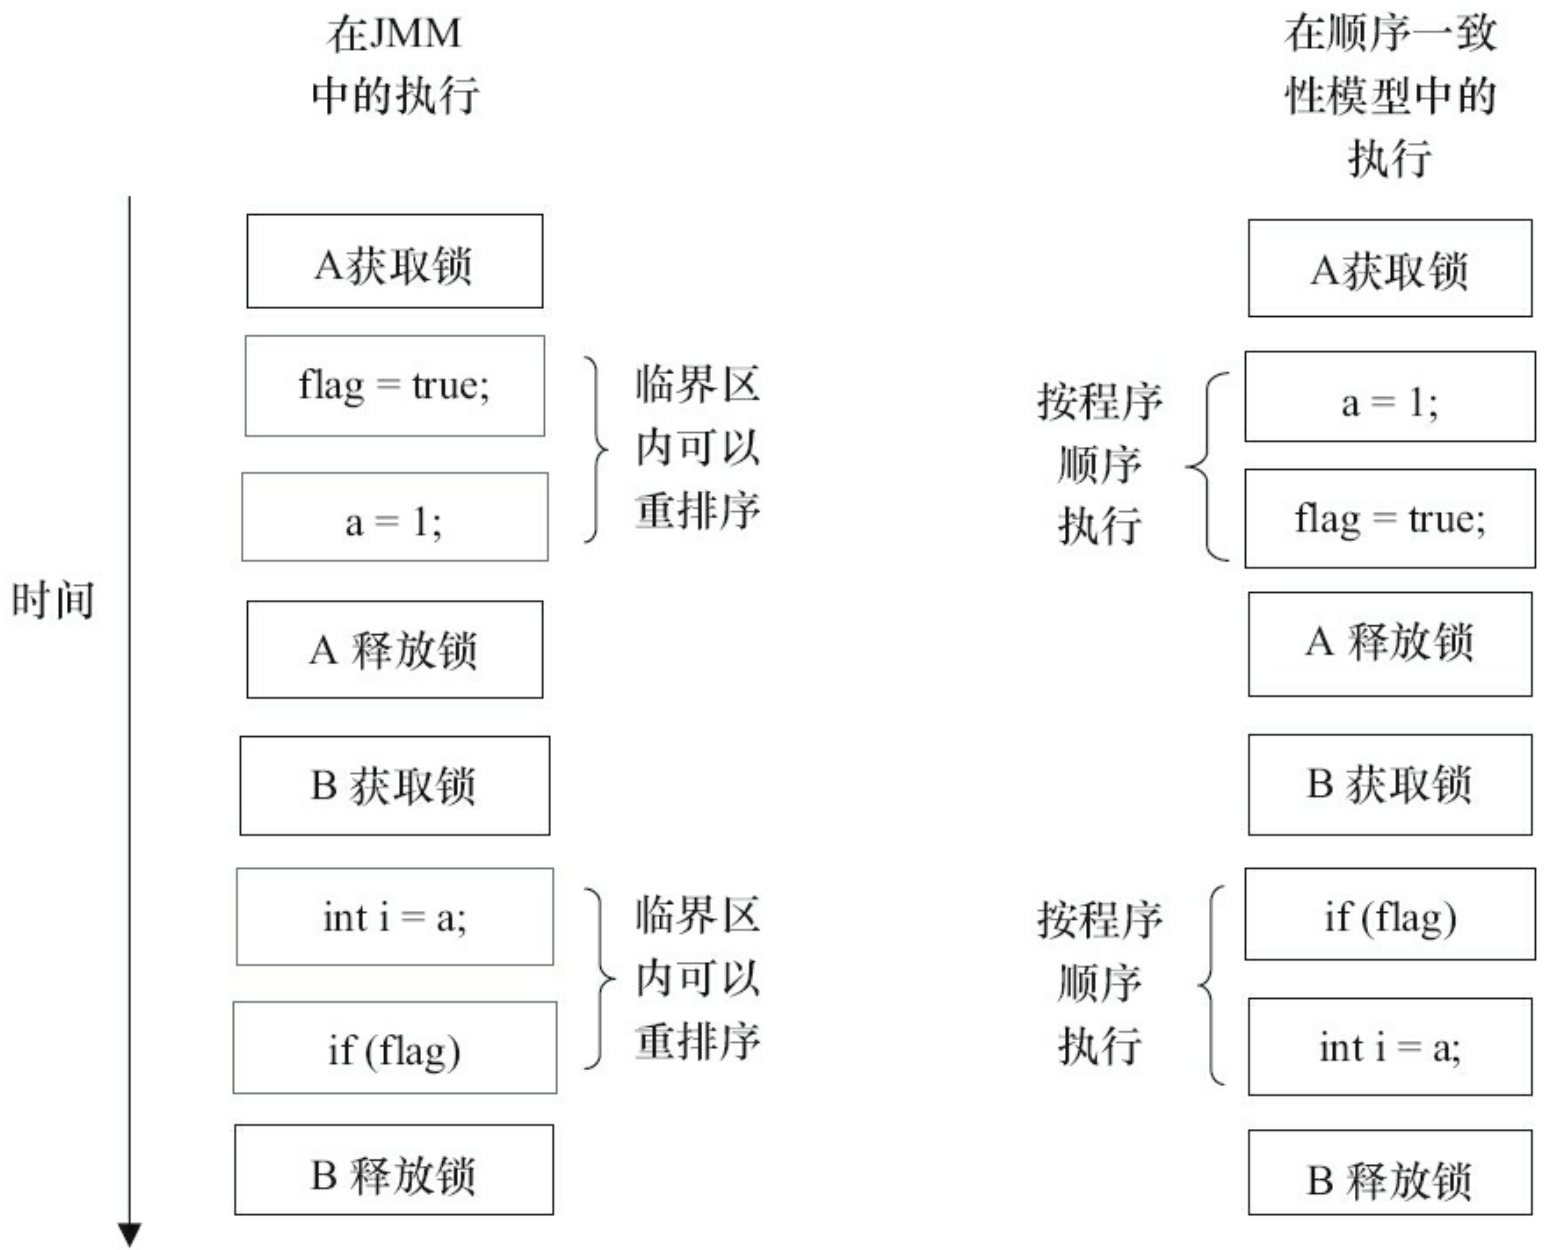 在JMM
中的执行
在顺序一致
性模型中的
执行
时间
A获取锁
flag = true;
a = 1;
临界区
内可以
重排序
A 释放锁
B 获取锁
int i = a;
if (flag)
临界区
内可以
重排序
B 释放锁
A获取锁
按程序
顺序
执行
a = 1;
flag = true;
A 释放锁
B 获取锁
按程序
顺序
执行
if (flag)
int i = a;
B 释放锁